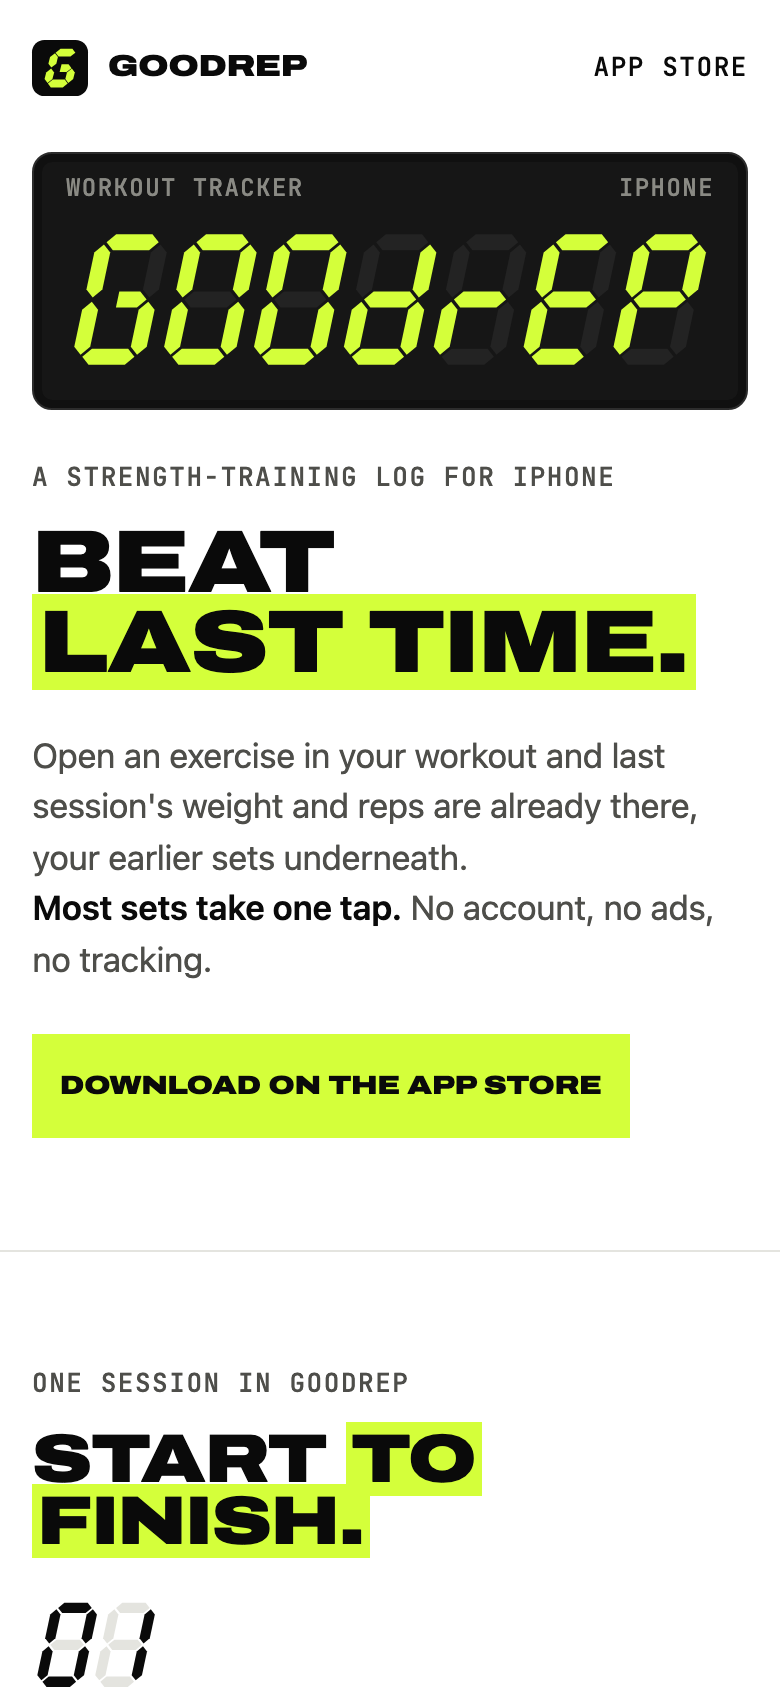 G GOODREP
APP STORE
WORKOUT TRACKER
IPHONE
GOODrEP
A STRENGTH-TRAINING LOG FOR IPHONE
BEAT
LAST TIME.
Open an exercise in your workout and last
session's weight and reps are already there,
your earlier sets underneath.
Most sets take one tap. No account, no ads,
no tracking.
DOWNLOAD ON THE APP STORE
ONE SESSION IN GOODREP
START TO
FINISH.
01